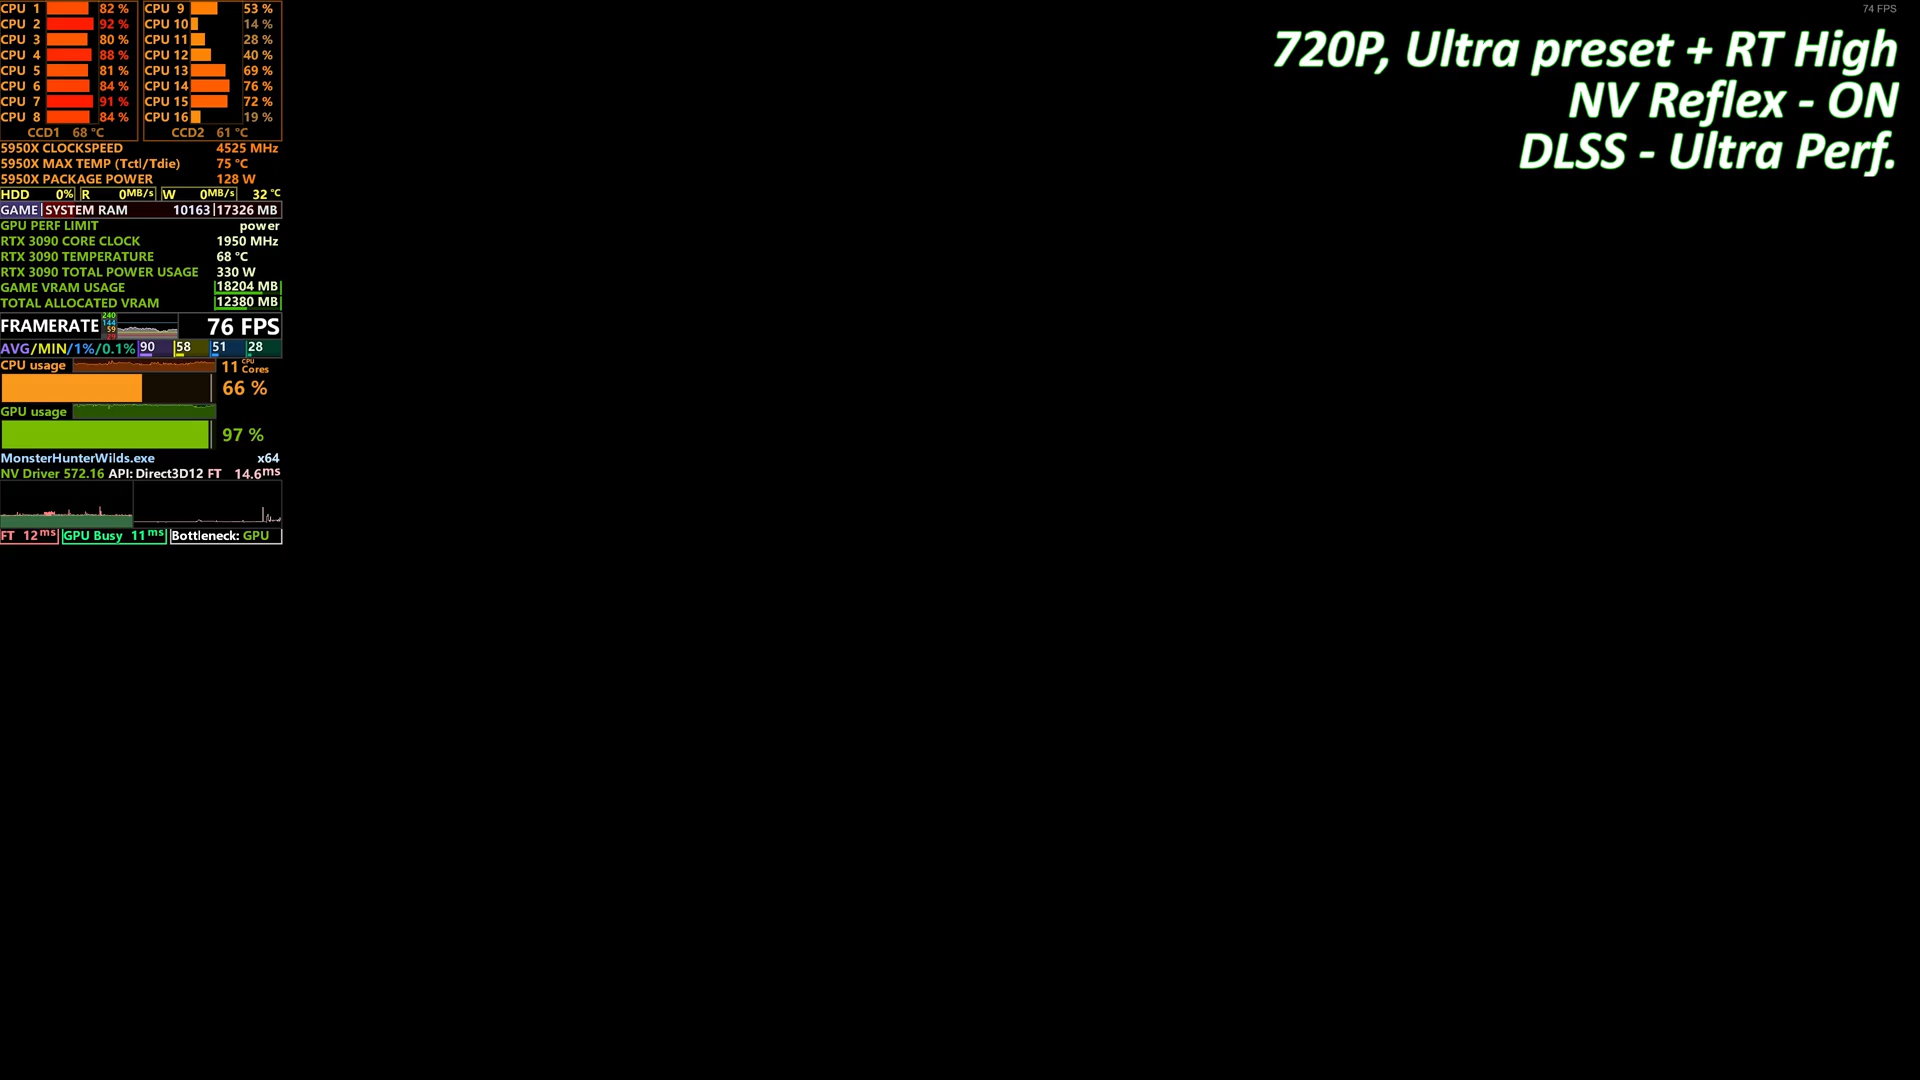 CPU 1 82 % CPU 9 53 %
CPU 2 92 % CPU 10 14 %
CPU 3 80 % CPU 11 28 %
CPU 4 88 % CPU 12 40 %
CPU 5 81 % CPU 13 69 %
CPU 6 84 % CPU 14 76 %
CPU 7 91 % CPU 15 72 %
CPU 8 84 % CPU 16 19 %
CCD1 68 °C CCD2 61 °C
5950X CLOCKSPEED 4525 MHz
5950X MAX TEMP (Tctl/Tdie) 75 °C
5950X PACKAGE POWER 128 W
HDD 0% R 0MB/s W 0MB/s 32 °C
GAME|SYSTEM RAM 10163|17326 MB
GPU PERF LIMIT power
RTX 3090 CORE CLOCK 1950 MHz
RTX 3090 TEMPERATURE 68 °C
RTX 3090 TOTAL POWER USAGE 330 W
GAME VRAM USAGE 18204 MB
TOTAL ALLOCATED VRAM 12380 MB
240
144
59
FRAMERATE 76 FPS
AVG/MIN/1%/0.1% 90 58 51 28
CPU usage 11 CPU Cores
66 %
GPU usage
97 %
MonsterHunterWilds.exe x64
NV Driver 572.16 API: Direct3D12 FT 14.6ms
FT 12 ms GPU Busy 11 ms Bottleneck: GPU
74 FPS
720P, Ultra preset + RT High
NV Reflex - ON
DLSS - Ultra Perf.